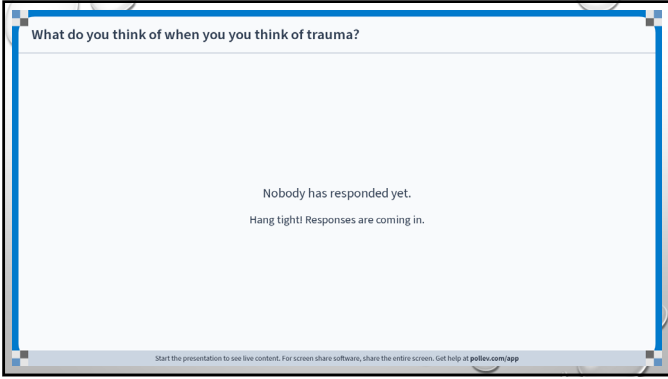 What do you think of when you you think of trauma?
Nobody has responded yet.
Hang tight! Responses are coming in.
Start the presentation to see live content. For screen share software, share the entire screen. Get help at pollev.com/app